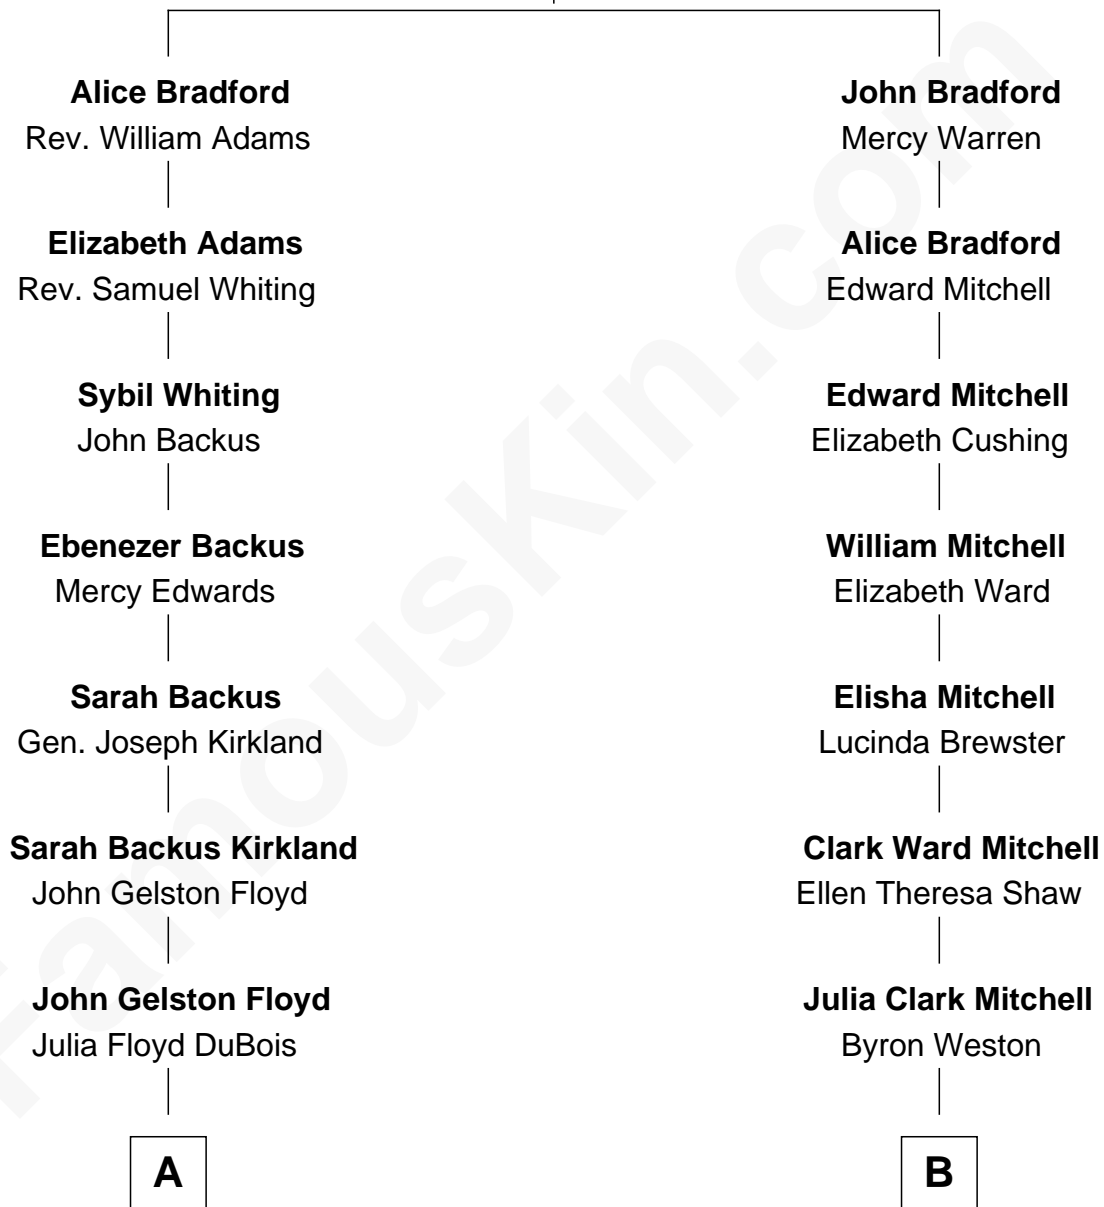 Alice Bradford
Rev. William Adams
John Bradford
Mercy Warren
Elizabeth Adams
Rev. Samuel Whiting
Alice Bradford
Edward Mitchell
Sybil Whiting
John Backus
Edward Mitchell
Elizabeth Cushing
Ebenezer Backus
Mercy Edwards
William Mitchell
Elizabeth Ward
Sarah Backus
Gen. Joseph Kirkland
Elisha Mitchell
Lucinda Brewster
Sarah Backus Kirkland
John Gelston Floyd
Clark Ward Mitchell
Ellen Theresa Shaw
John Gelston Floyd
Julia Floyd DuBois
Julia Clark Mitchell
Byron Weston
A
B
FamousKin.com